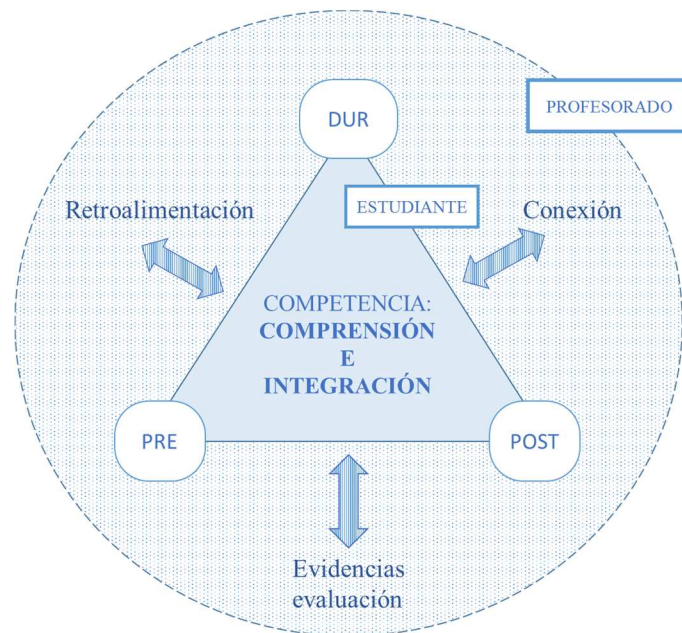 DUR
PROFESORADO
Retroalimentación
ESTUDIANTE
Conexión
COMPETENCIA:
COMPRENSIÓN
E
INTEGRACIÓN
PRE
POST
Evidencias
evaluación